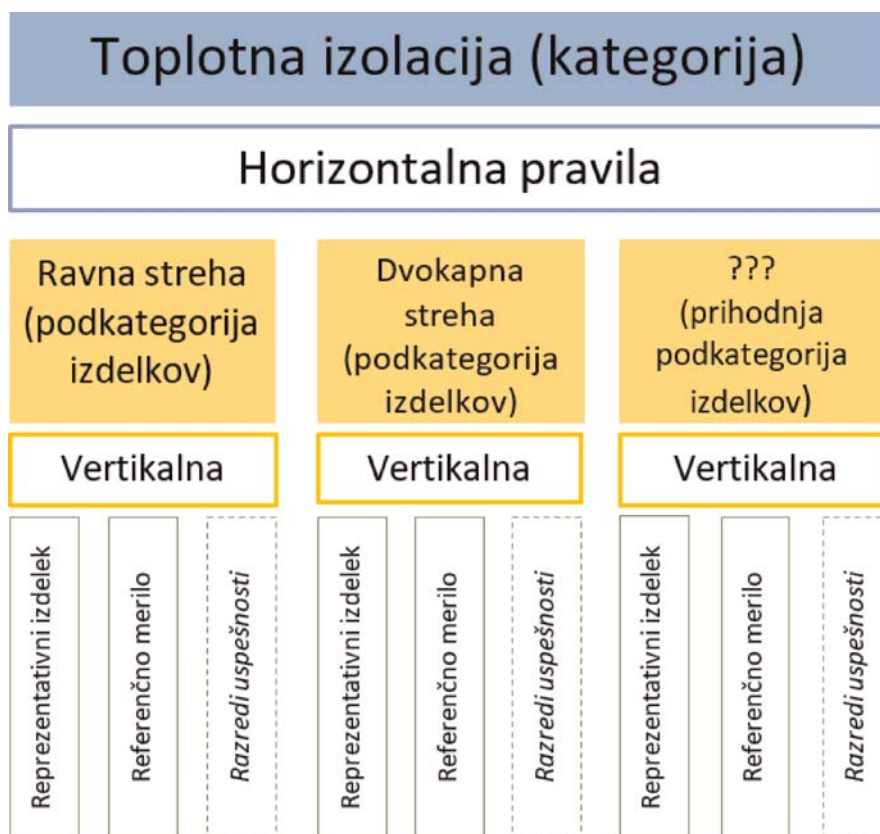 Toplotna izolacija (kategorija)
Horizontalna pravila
Ravna streha
(podkategorija
izdelkov)
Dvokapna
streha
(podkategorija
izdelkov)
???
(prihodnja
podkategorija
izdelkov)
Vertikalna
Vertikalna
Vertikalna
Reprezentativni izdelek
Referenčno merilo
Razredi uspešnosti
Reprezentativni izdelek
Referenčno merilo
Razredi uspešnosti
Reprezentativni izdelek
Referenčno merilo
Razredi uspešnosti